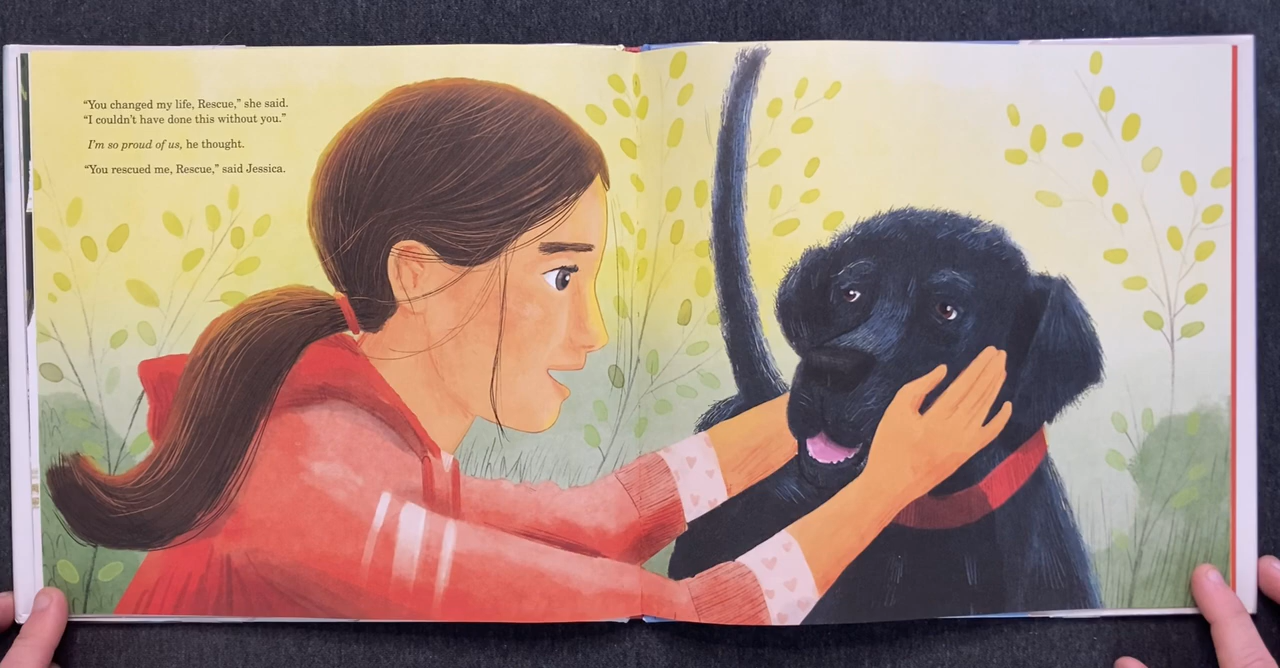 “You changed my life, Rescue,” she said.
“I couldn’t have done this without you.”
I’m so proud of us, he thought.
“You rescued me, Rescue,” said Jessica.